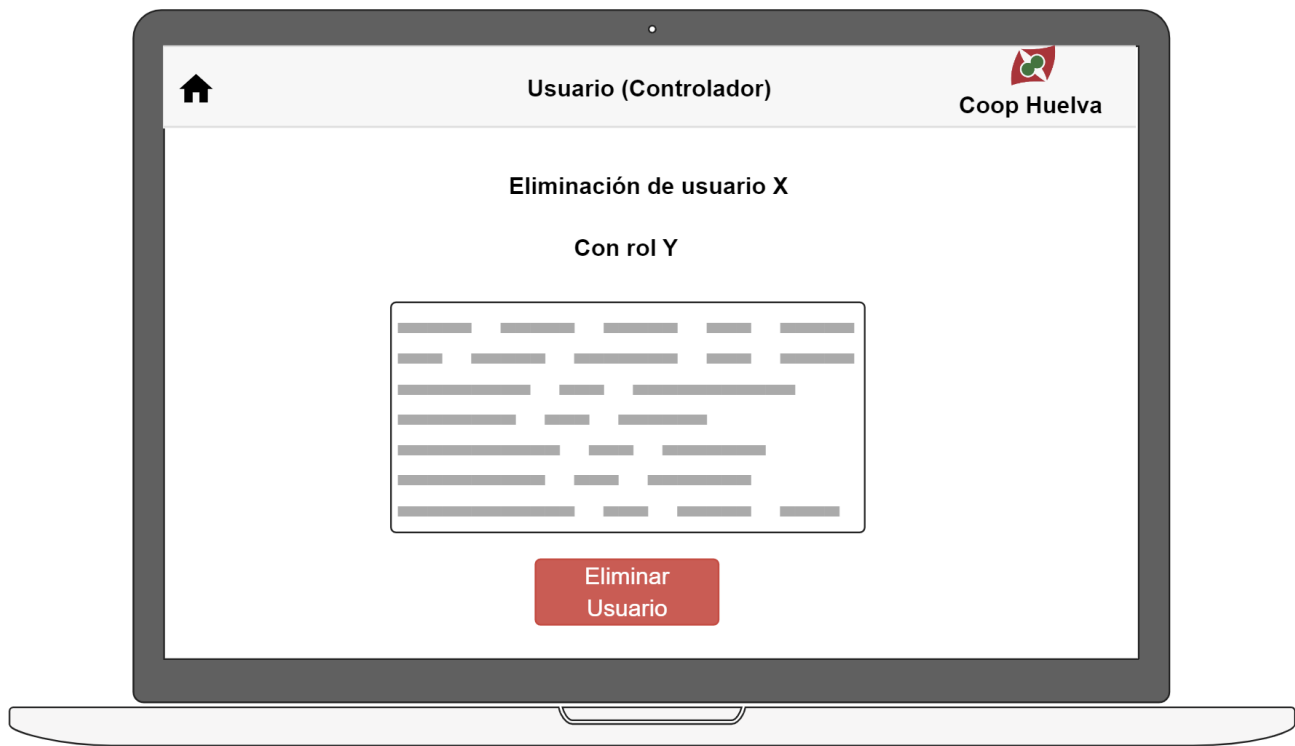 Usuario (Controlador)
Coop Huelva
Eliminación de usuario X
Con rol Y
Eliminar
Usuario